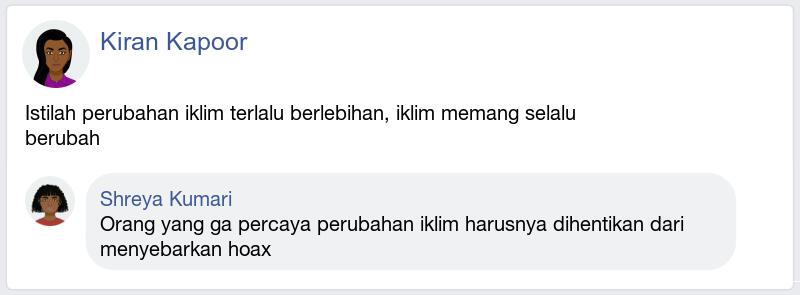 Kiran Kapoor
Istilah perubahan iklim terlalu berlebihan, iklim memang selalu
berubah
Shreya Kumari
Orang yang ga percaya perubahan iklim harusnya dihentikan dari
menyebarkan hoax